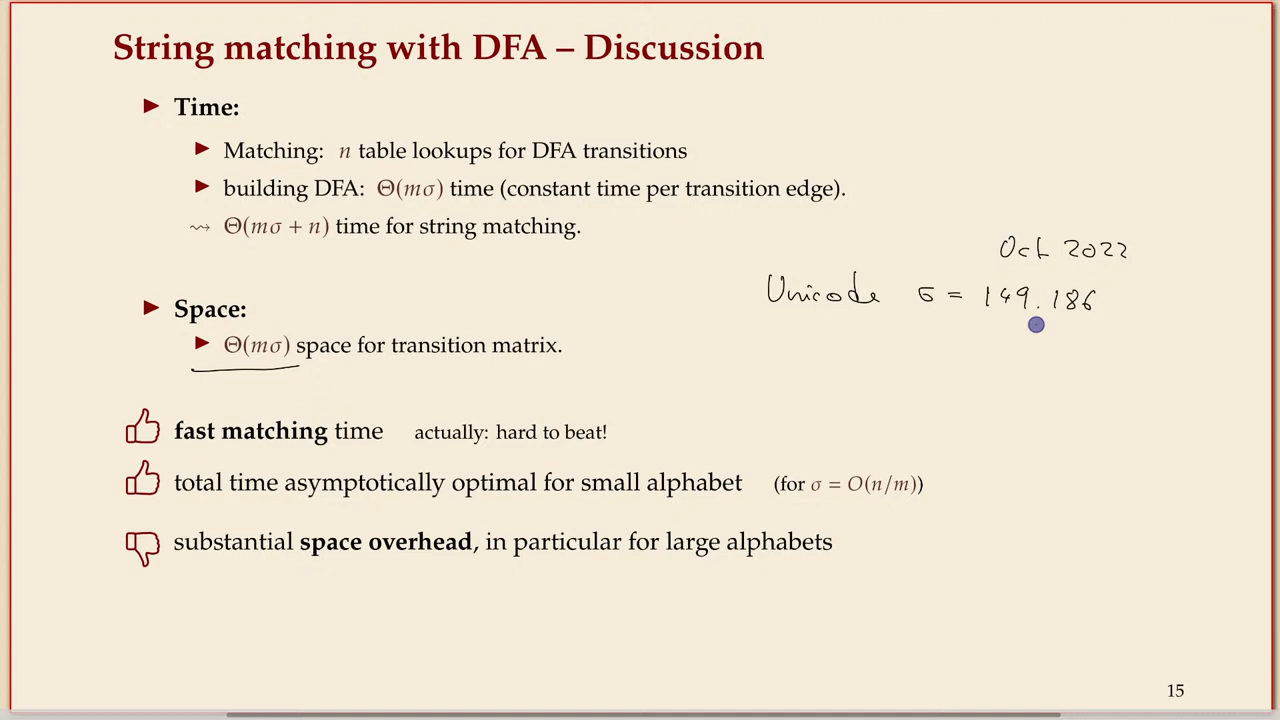 String matching with DFA – Discussion
▶ Time:
▶ Matching: n table lookups for DFA transitions
▶ building DFA: Θ(mσ) time (constant time per transition edge).
⇝ Θ(mσ + n) time for string matching.
Oct 2022
Unicode σ = 149.186
▶ Space:
▶ Θ(mσ) space for transition matrix.
fast matching time actually: hard to beat!
total time asymptotically optimal for small alphabet (for σ = O(n/m))
substantial space overhead, in particular for large alphabets
15